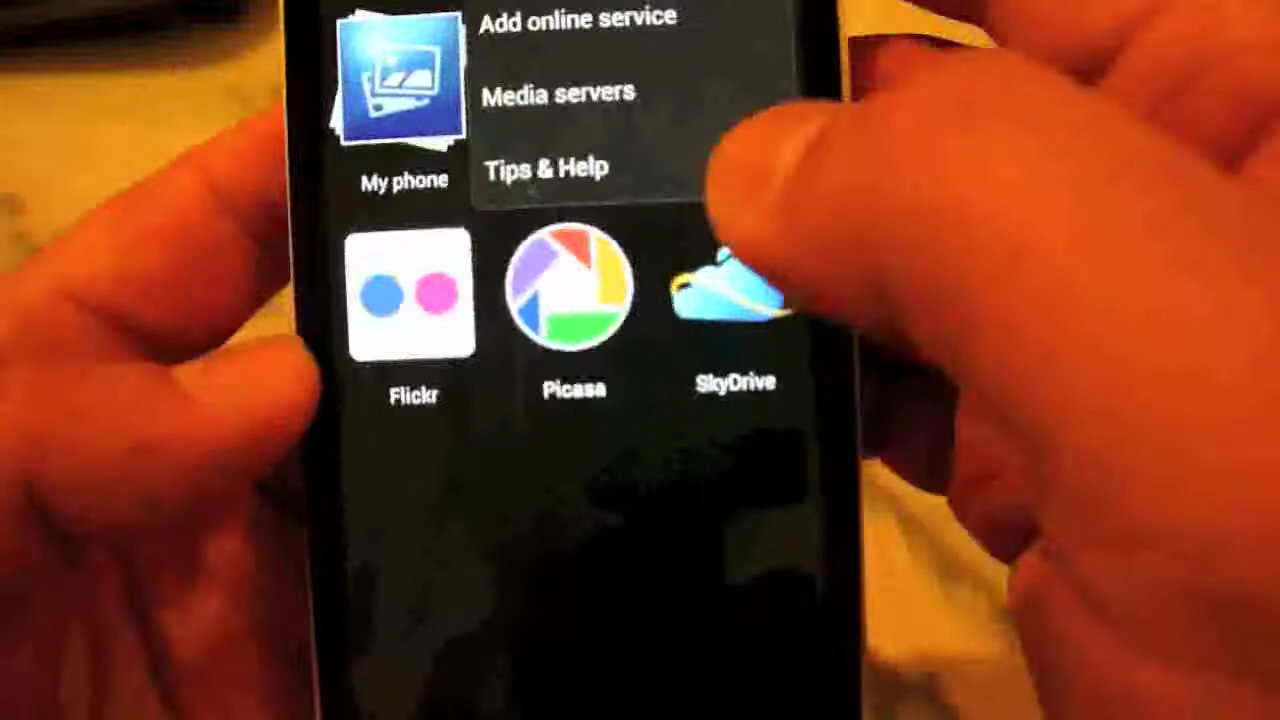 Add online service
Media servers
Tips & Help
My phone
Flickr
Picasa
SkyDrive